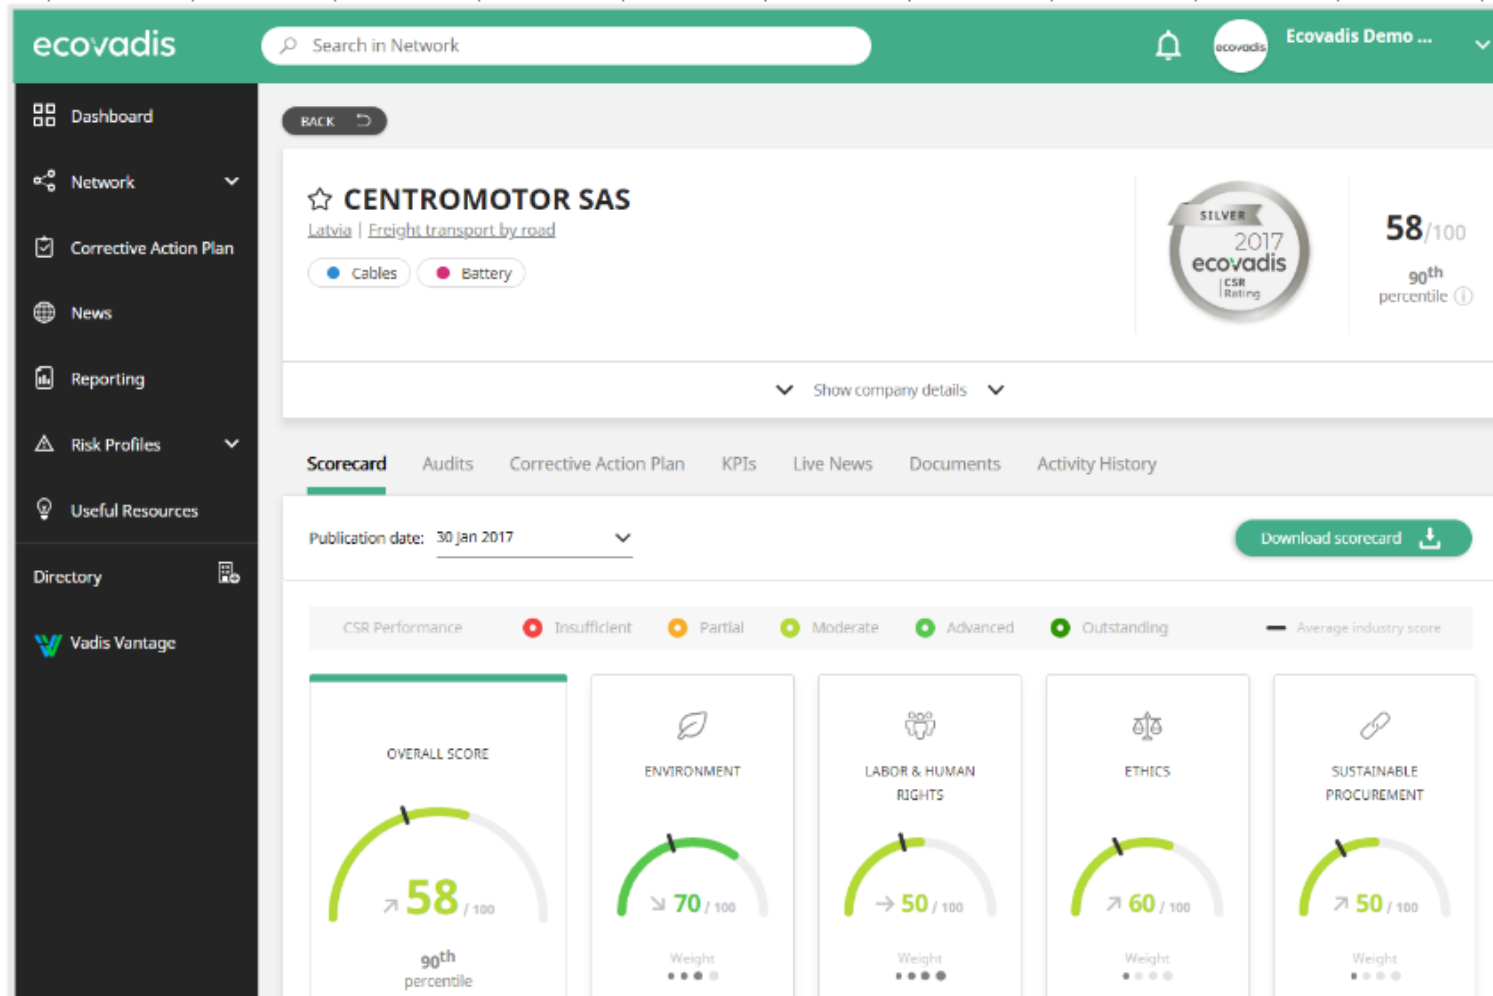 ecovadis
Search in Network
ecovadis
Ecovadis Demo ...
Dashboard
Network
Corrective Action Plan
News
Reporting
Risk Profiles
Useful Resources
Directory
Vadis Vantage
BACK
CENTROMOTOR SAS
Latvia | Freight transport by road
Cables
Battery
SILVER
2017
ecovadis
CSR
Rating
58/100
90th
percentile
Show company details
Scorecard
Audits
Corrective Action Plan
KPIs
Live News
Documents
Activity History
Publication date: 30 Jan 2017
Download scorecard
CSR Performance
Insufficient
Partial
Moderate
Advanced
Outstanding
Average industry score
OVERALL SCORE
58 / 100
90th
percentile
ENVIRONMENT
70 / 100
Weight
LABOR & HUMAN
RIGHTS
50 / 100
Weight
ETHICS
60 / 100
Weight
SUSTAINABLE
PROCUREMENT
50 / 100
Weight